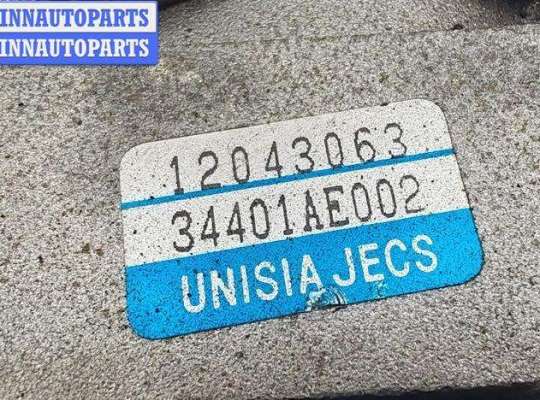 INNAUTOPARTS
INNAUTOPARTS
12043063
34401AE002
UNISIA JECS